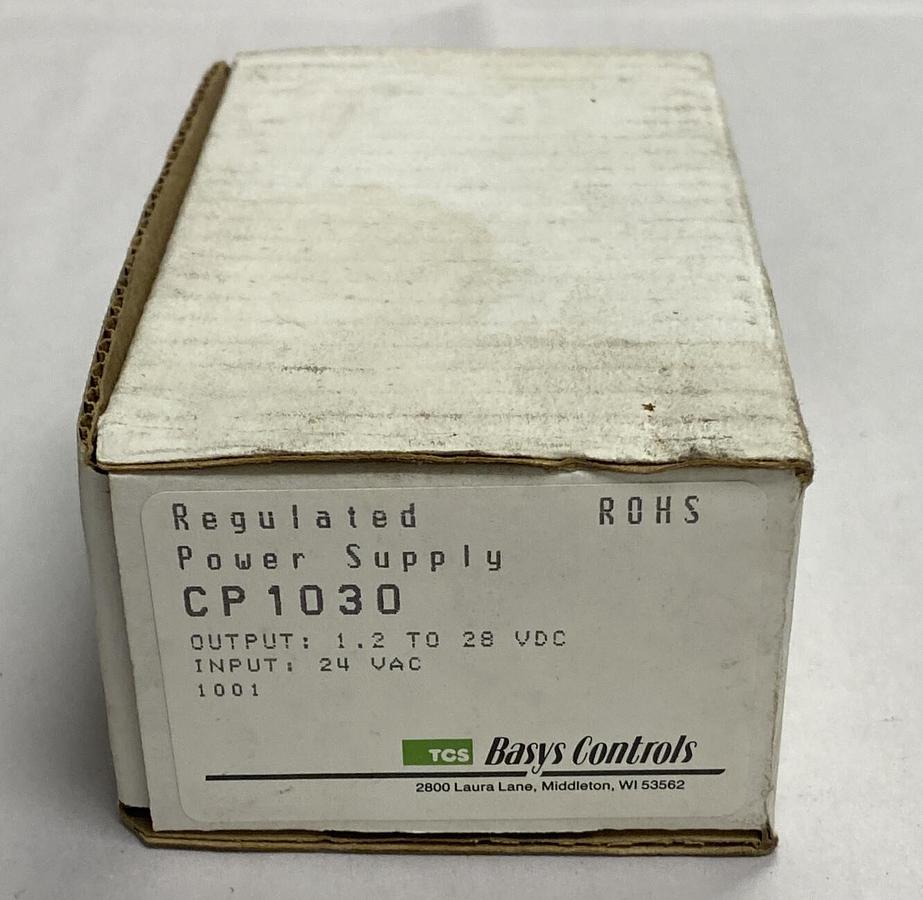 Regulated ROHS
Power Supply
CP1030
OUTPUT: 1.2 TO 28 VDC
INPUT: 24 VAC
1001
TCS Basys Controls
2800 Laura Lane, Middleton, WI 53562